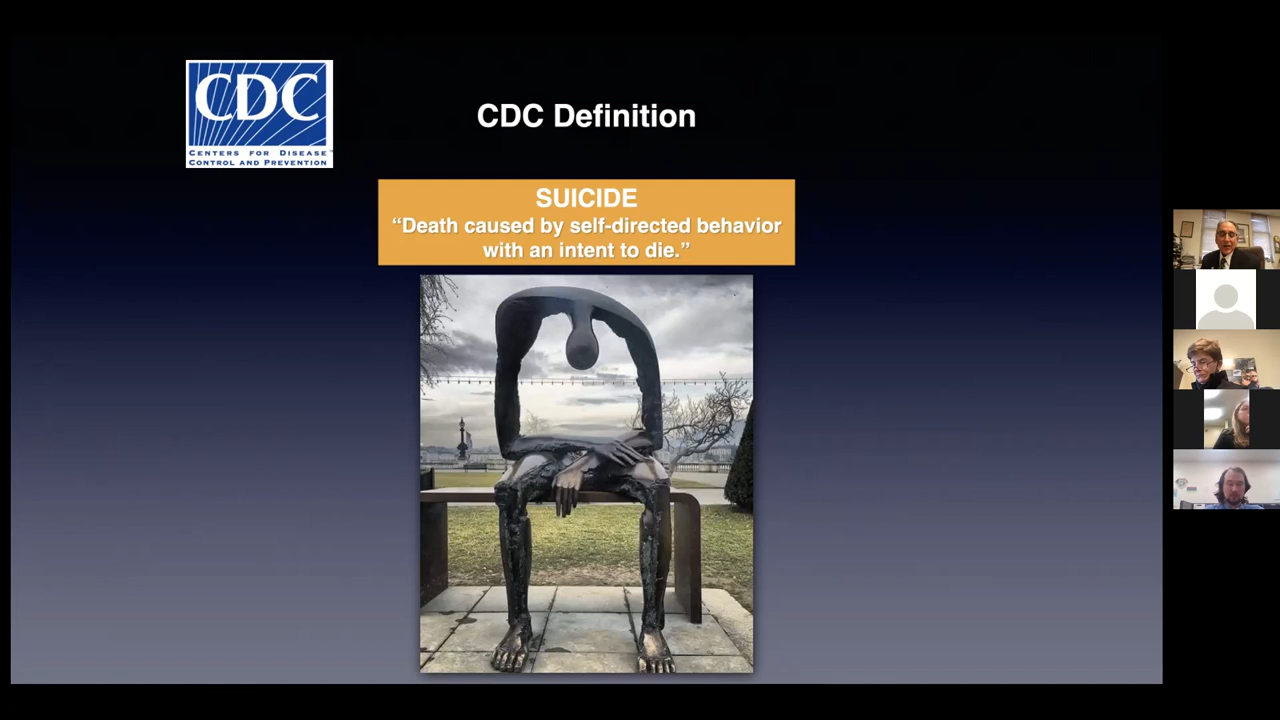 CDC
CENTERS FOR DISEASE
CONTROL AND PREVENTION
CDC Definition
SUICIDE
“Death caused by self-directed behavior
with an intent to die.”